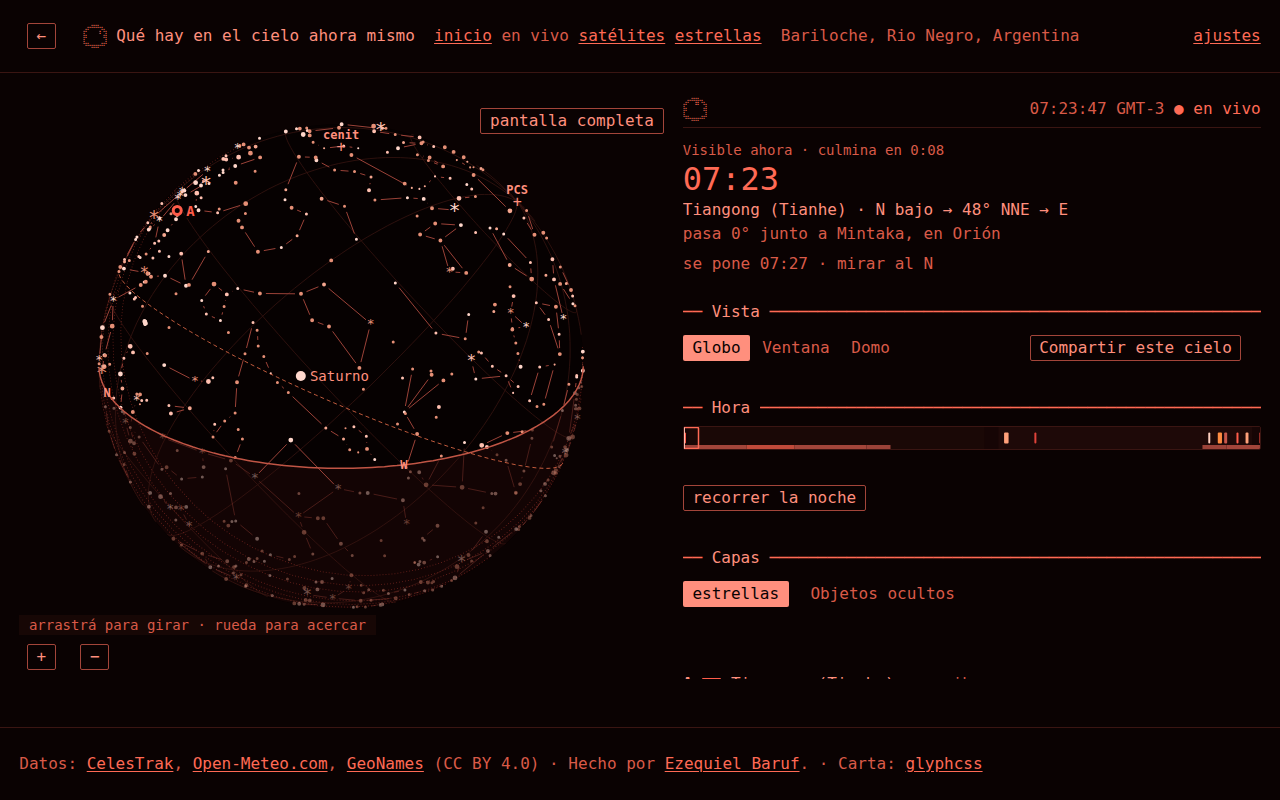 ← Qué hay en el cielo ahora mismo inicio en vivo satélites estrellas Bariloche, Rio Negro, Argentina ajustes
pantalla completa
cenit
PCS
A
Saturno
N
W
arrastrá para girar · rueda para acercar
+ −
07:23:47 GMT-3 ● en vivo
Visible ahora · culmina en 0:08
07:23
Tiangong (Tianhe) · N bajo → 48° NNE → E
pasa 0° junto a Mintaka, en Orión
se pone 07:27 · mirar al N
Vista
Globo Ventana Domo Compartir este cielo
Hora
recorrer la noche
Capas
estrellas Objetos ocultos
Datos: CelesTrak, Open-Meteo.com, GeoNames (CC BY 4.0) · Hecho por Ezequiel Baruf. · Carta: glyphcss